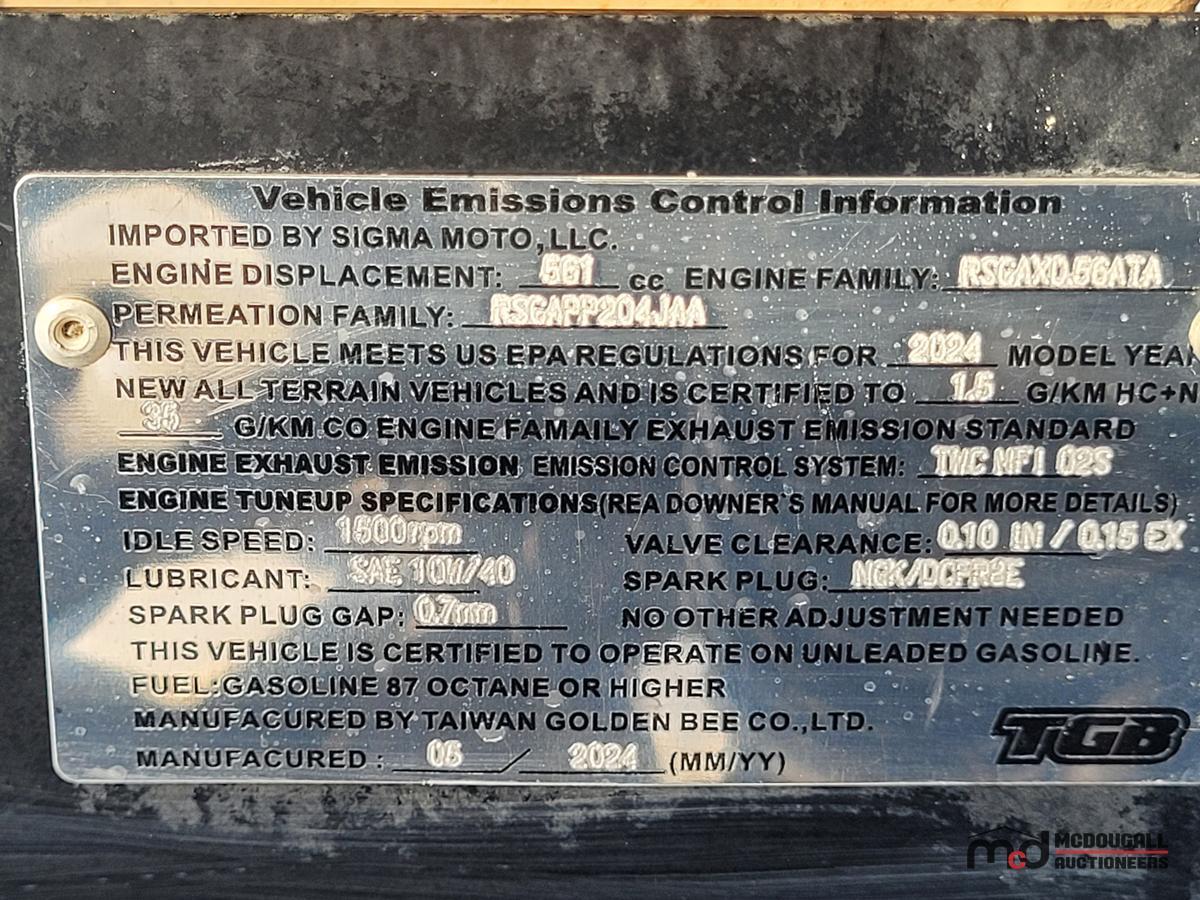 Vehicle Emissions Control Information
IMPORTED BY SIGMA MOTO,LLC.
ENGINE DISPLACEMENT: 561 cc ENGINE FAMILY: RSGAX0.56ATA
PERMEATION FAMILY: RSGAPP204JAA
THIS VEHICLE MEETS US EPA REGULATIONS FOR 2024 MODEL YEAR
NEW ALL TERRAIN VEHICLES AND IS CERTIFIED TO 1.5 G/KM HC+N
35 G/KM CO ENGINE FAMAILY EXHAUST EMISSION STANDARD
ENGINE EXHAUST EMISSION EMISSION CONTROL SYSTEM: TWC MFI O2S
ENGINE TUNEUP SPECIFICATIONS(REA DOWNER'S MANUAL FOR MORE DETAILS)
IDLE SPEED: 1500rpm VALVE CLEARANCE: 0.10 IN / 0.15 EX
LUBRICANT: SAE 10W/40 SPARK PLUG: NGK/DCPR8E
SPARK PLUG GAP: 0.7mm NO OTHER ADJUSTMENT NEEDED
THIS VEHICLE IS CERTIFIED TO OPERATE ON UNLEADED GASOLINE.
FUEL:GASOLINE 87 OCTANE OR HIGHER
MANUFACURED BY TAIWAN GOLDEN BEE CO.,LTD.
TGB
MANUFACURED : 05 / 2024 (MM/YY)
mcd MCDOUGALL
AUCTIONEERS